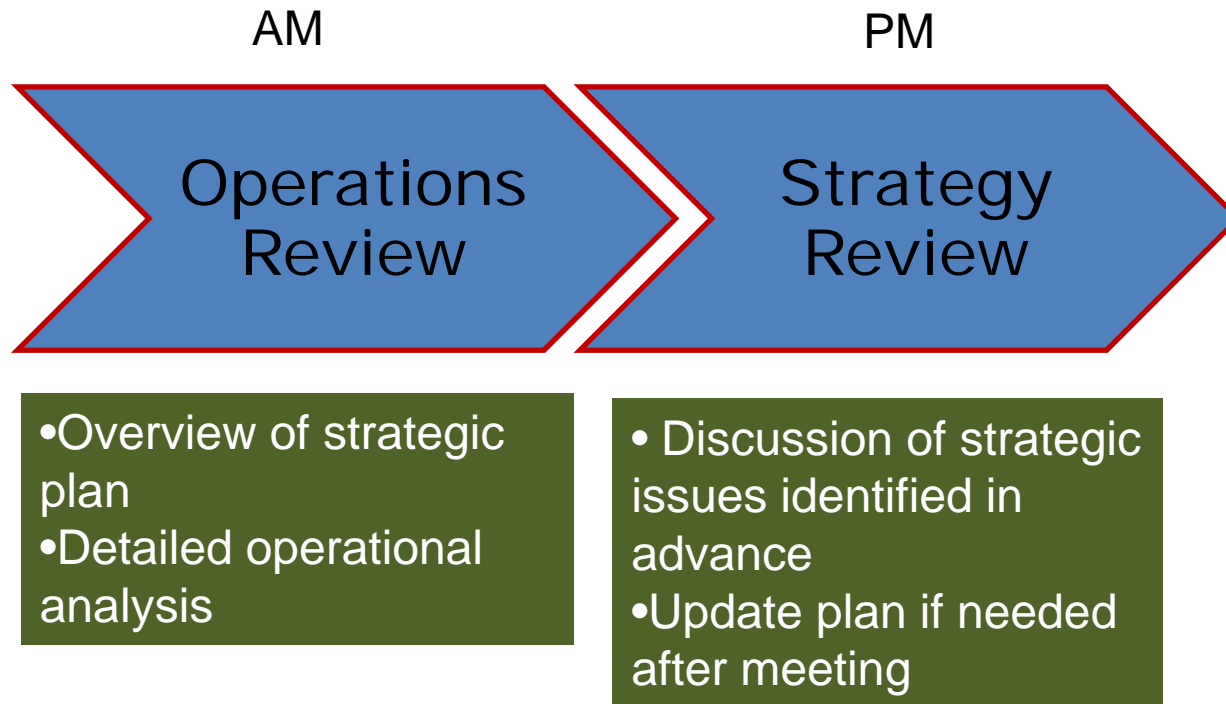 AM
PM
Operations
Review
Strategy
Review
•Overview of strategic
plan
•Detailed operational
analysis
• Discussion of strategic
issues identified in
advance
•Update plan if needed
after meeting